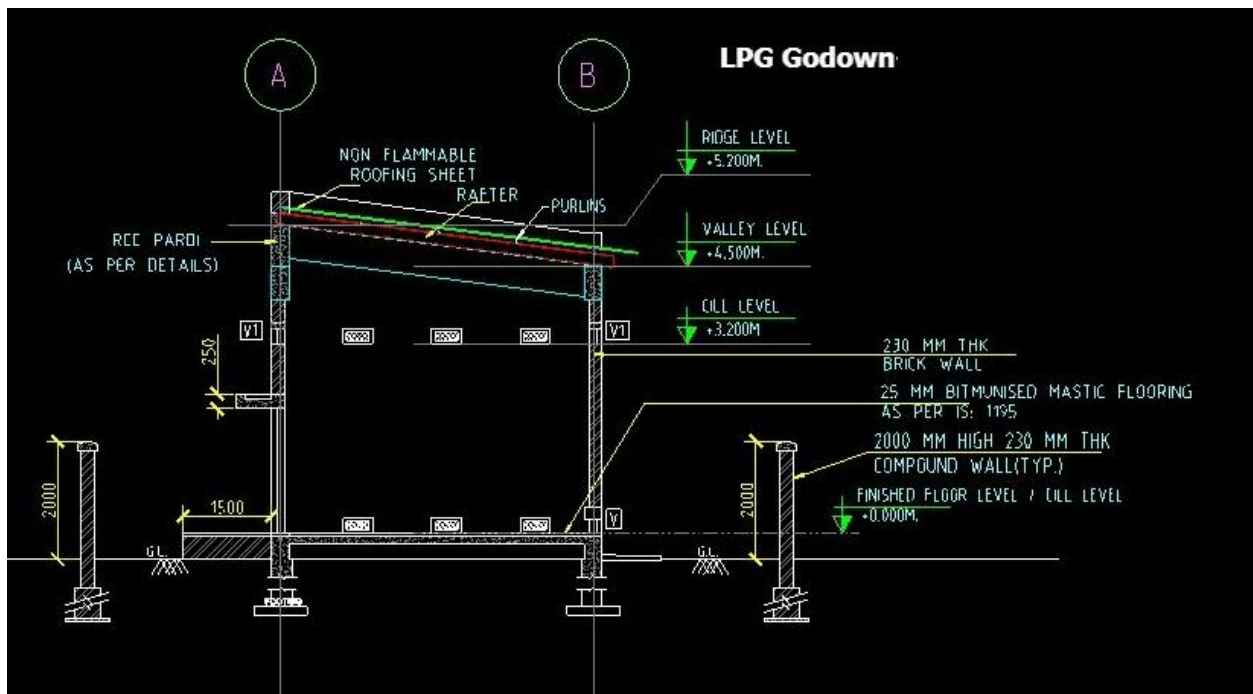 LPG Godown
A
B
NON FLAMMABLE
ROOFING SHEET
RAFTER
PURLINS
RIDGE LEVEL
+5.200M.
RCC PARDI
(AS PER DETAILS)
VALLEY LEVEL
+4.500M.
CILL LEVEL
+3.200M
V1
V1
250
230 MM THK
BRICK WALL
25 MM BITMUNISED MASTIC FLOORING
AS PER IS: 1195
2000 MM HIGH 230 MM THK
COMPOUND WALL(TYP.)
2000
1500
2000
V
FINISHED FLOOR LEVEL / CILL LEVEL
+0.000M.
G.L.
G.L.
FOOTING